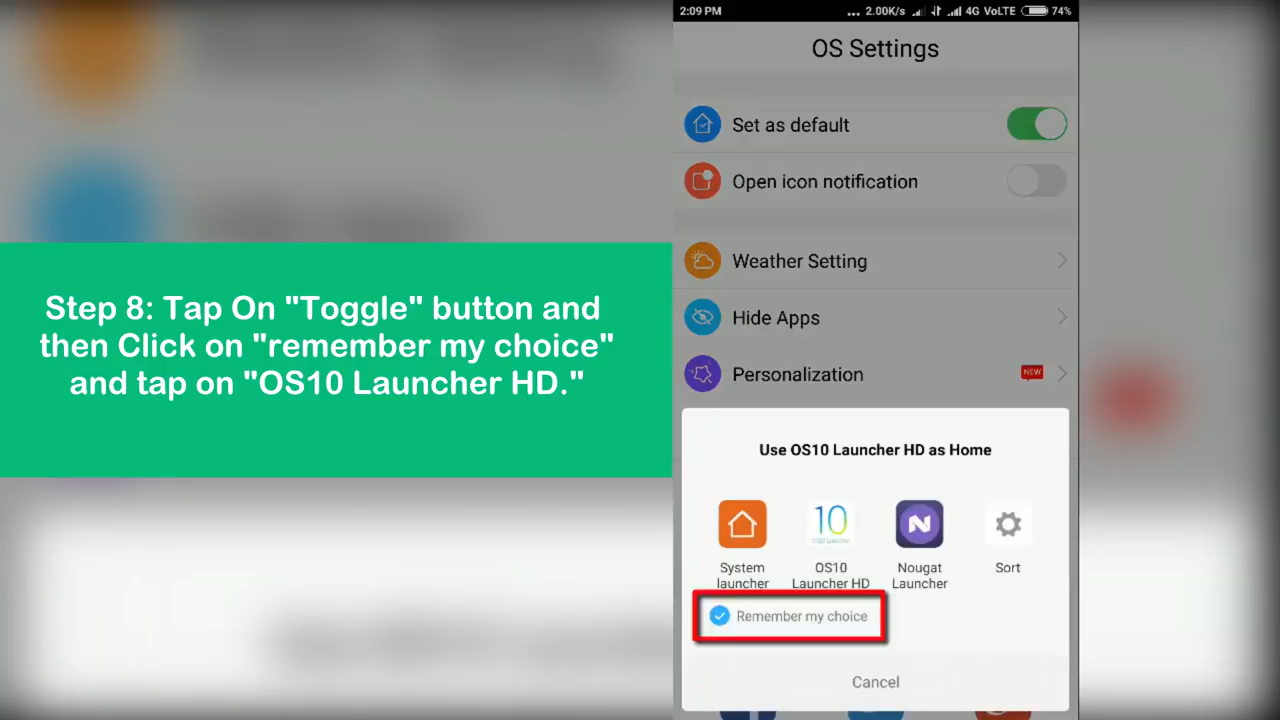 2:09 PM
... 2.00K/s 4G VoLTE 74%
OS Settings
Set as default
Open icon notification
Weather Setting
Hide Apps
Personalization
NEW
Step 8: Tap On "Toggle" button and
then Click on "remember my choice"
and tap on "OS10 Launcher HD."
Use OS10 Launcher HD as Home
10
N
System
launcher
OS10
Launcher HD
Nougat
Launcher
Sort
Remember my choice
Cancel